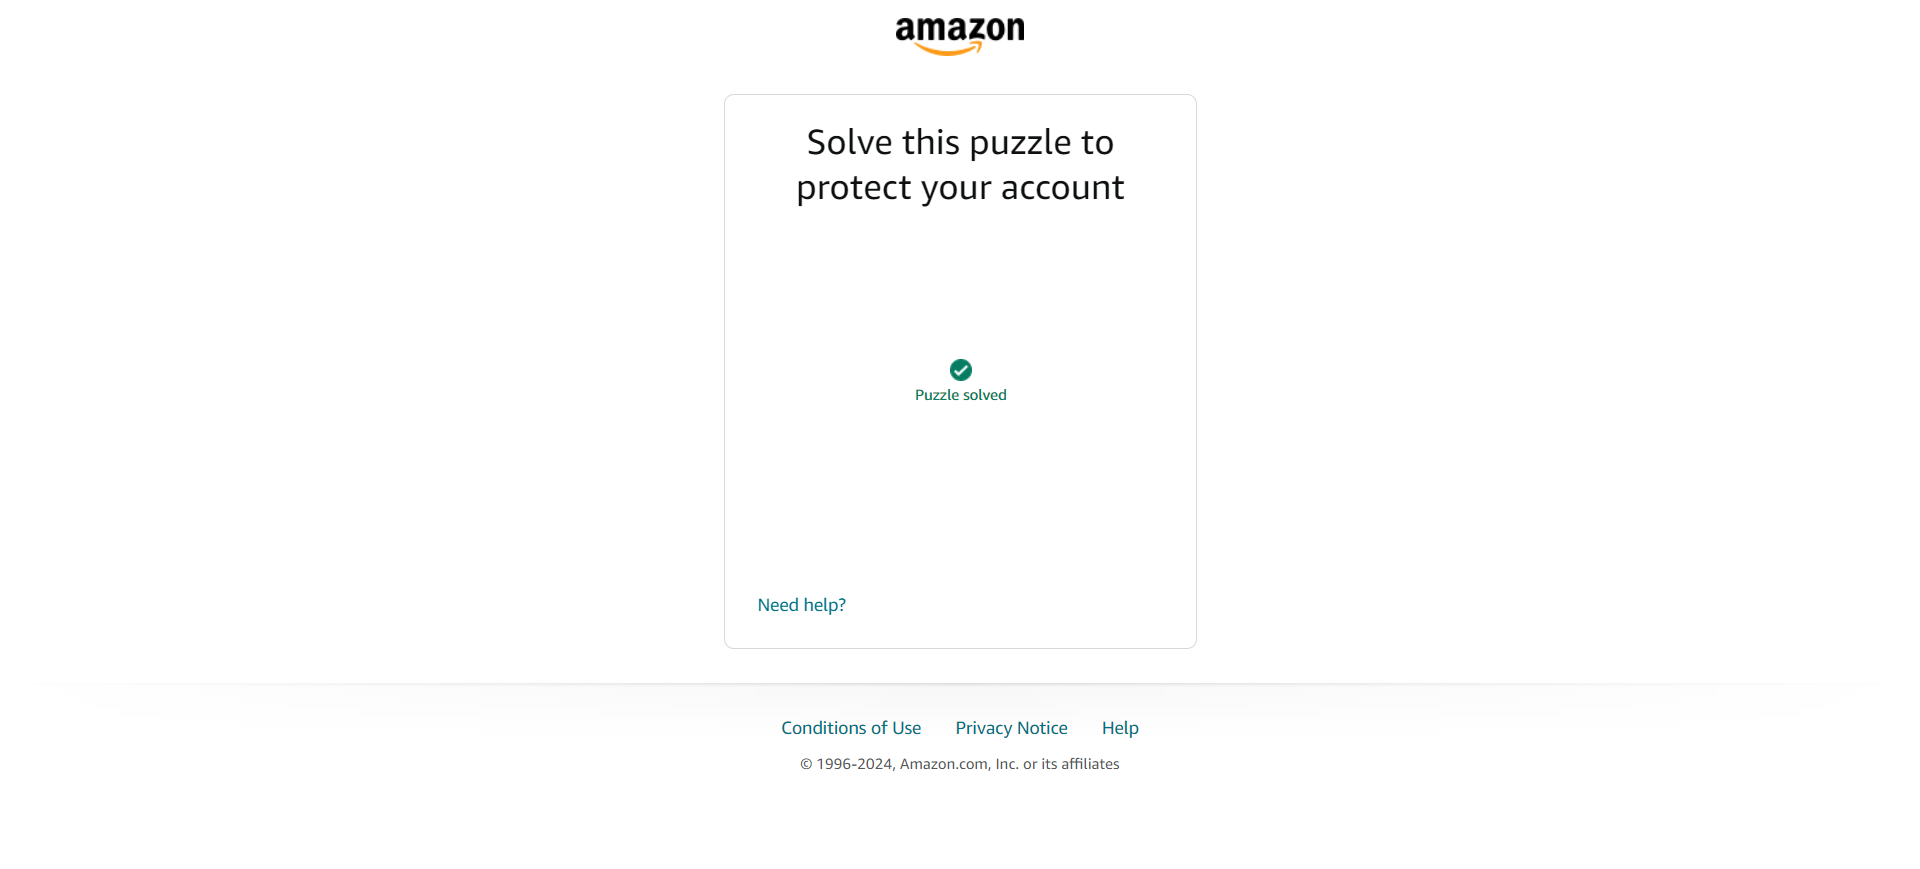 amazon
Solve this puzzle to
protect your account
Puzzle solved
Need help?
Conditions of Use Privacy Notice Help
© 1996-2024, Amazon.com, Inc. or its affiliates